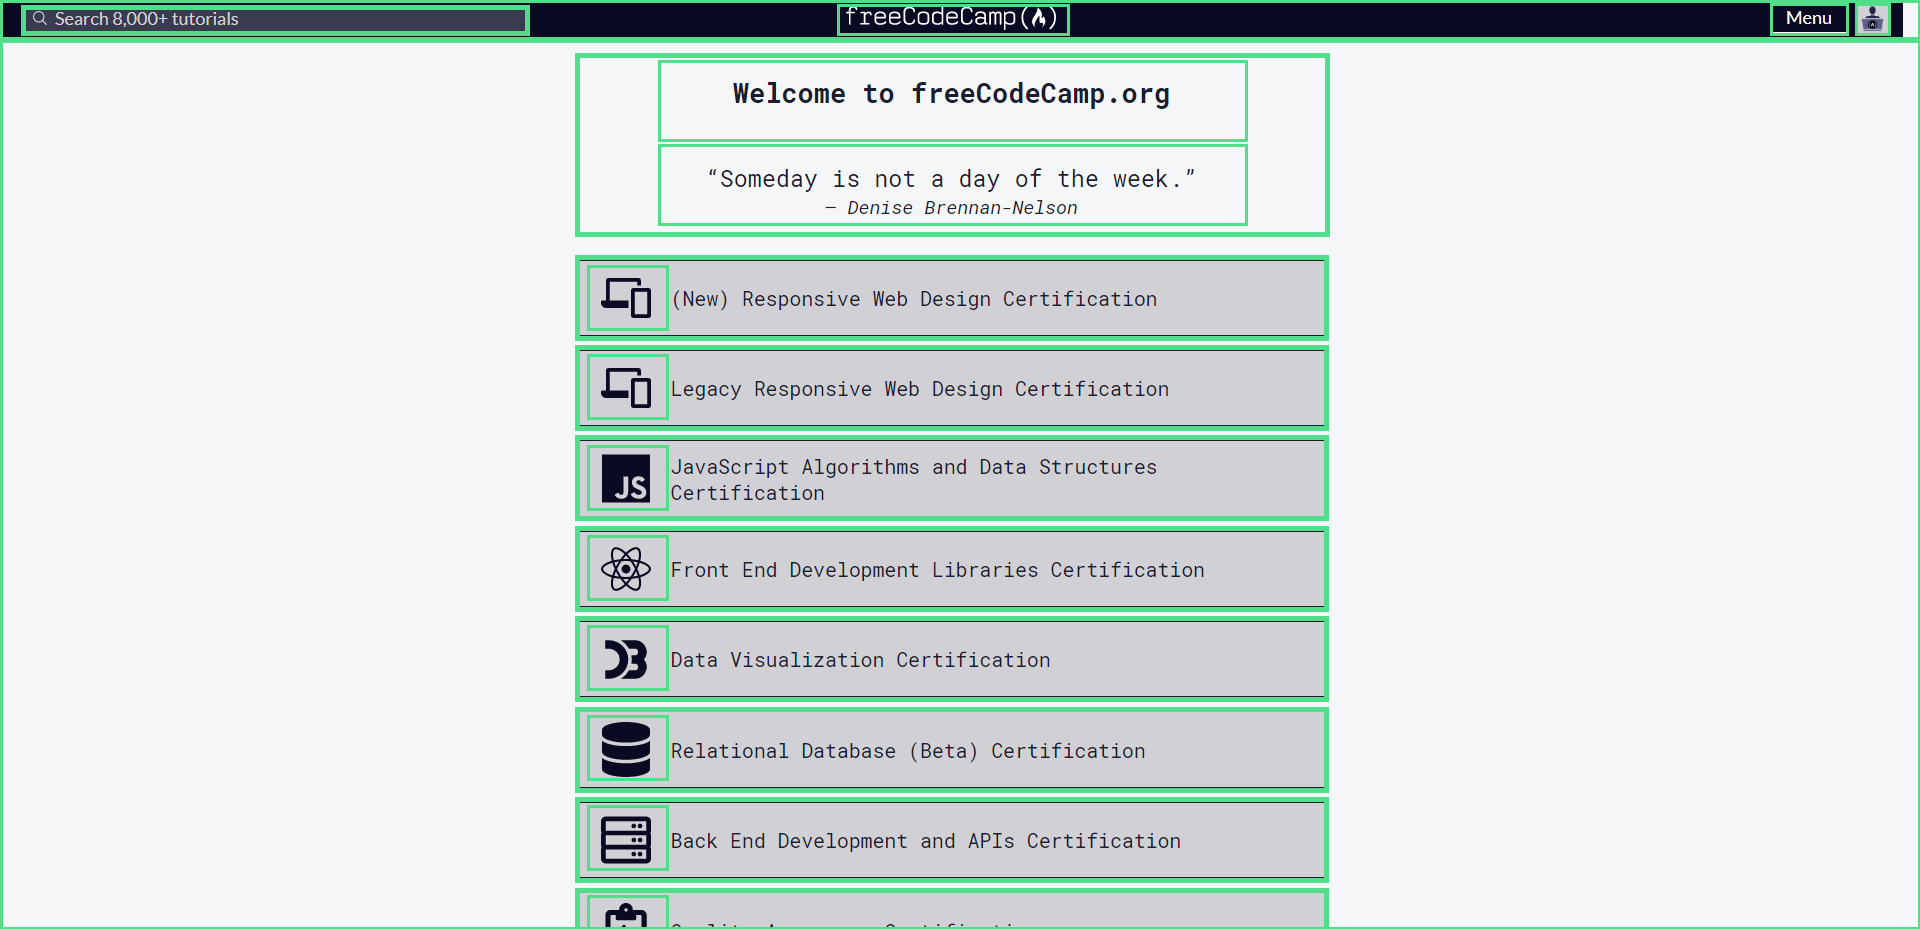 Search 8,000+ tutorials
freeCodeCamp(🔥)
Menu
Welcome to freeCodeCamp.org
“Someday is not a day of the week.”
— Denise Brennan-Nelson
(New) Responsive Web Design Certification
Legacy Responsive Web Design Certification
JS
JavaScript Algorithms and Data Structures
Certification
Front End Development Libraries Certification
Data Visualization Certification
Relational Database (Beta) Certification
Back End Development and APIs Certification